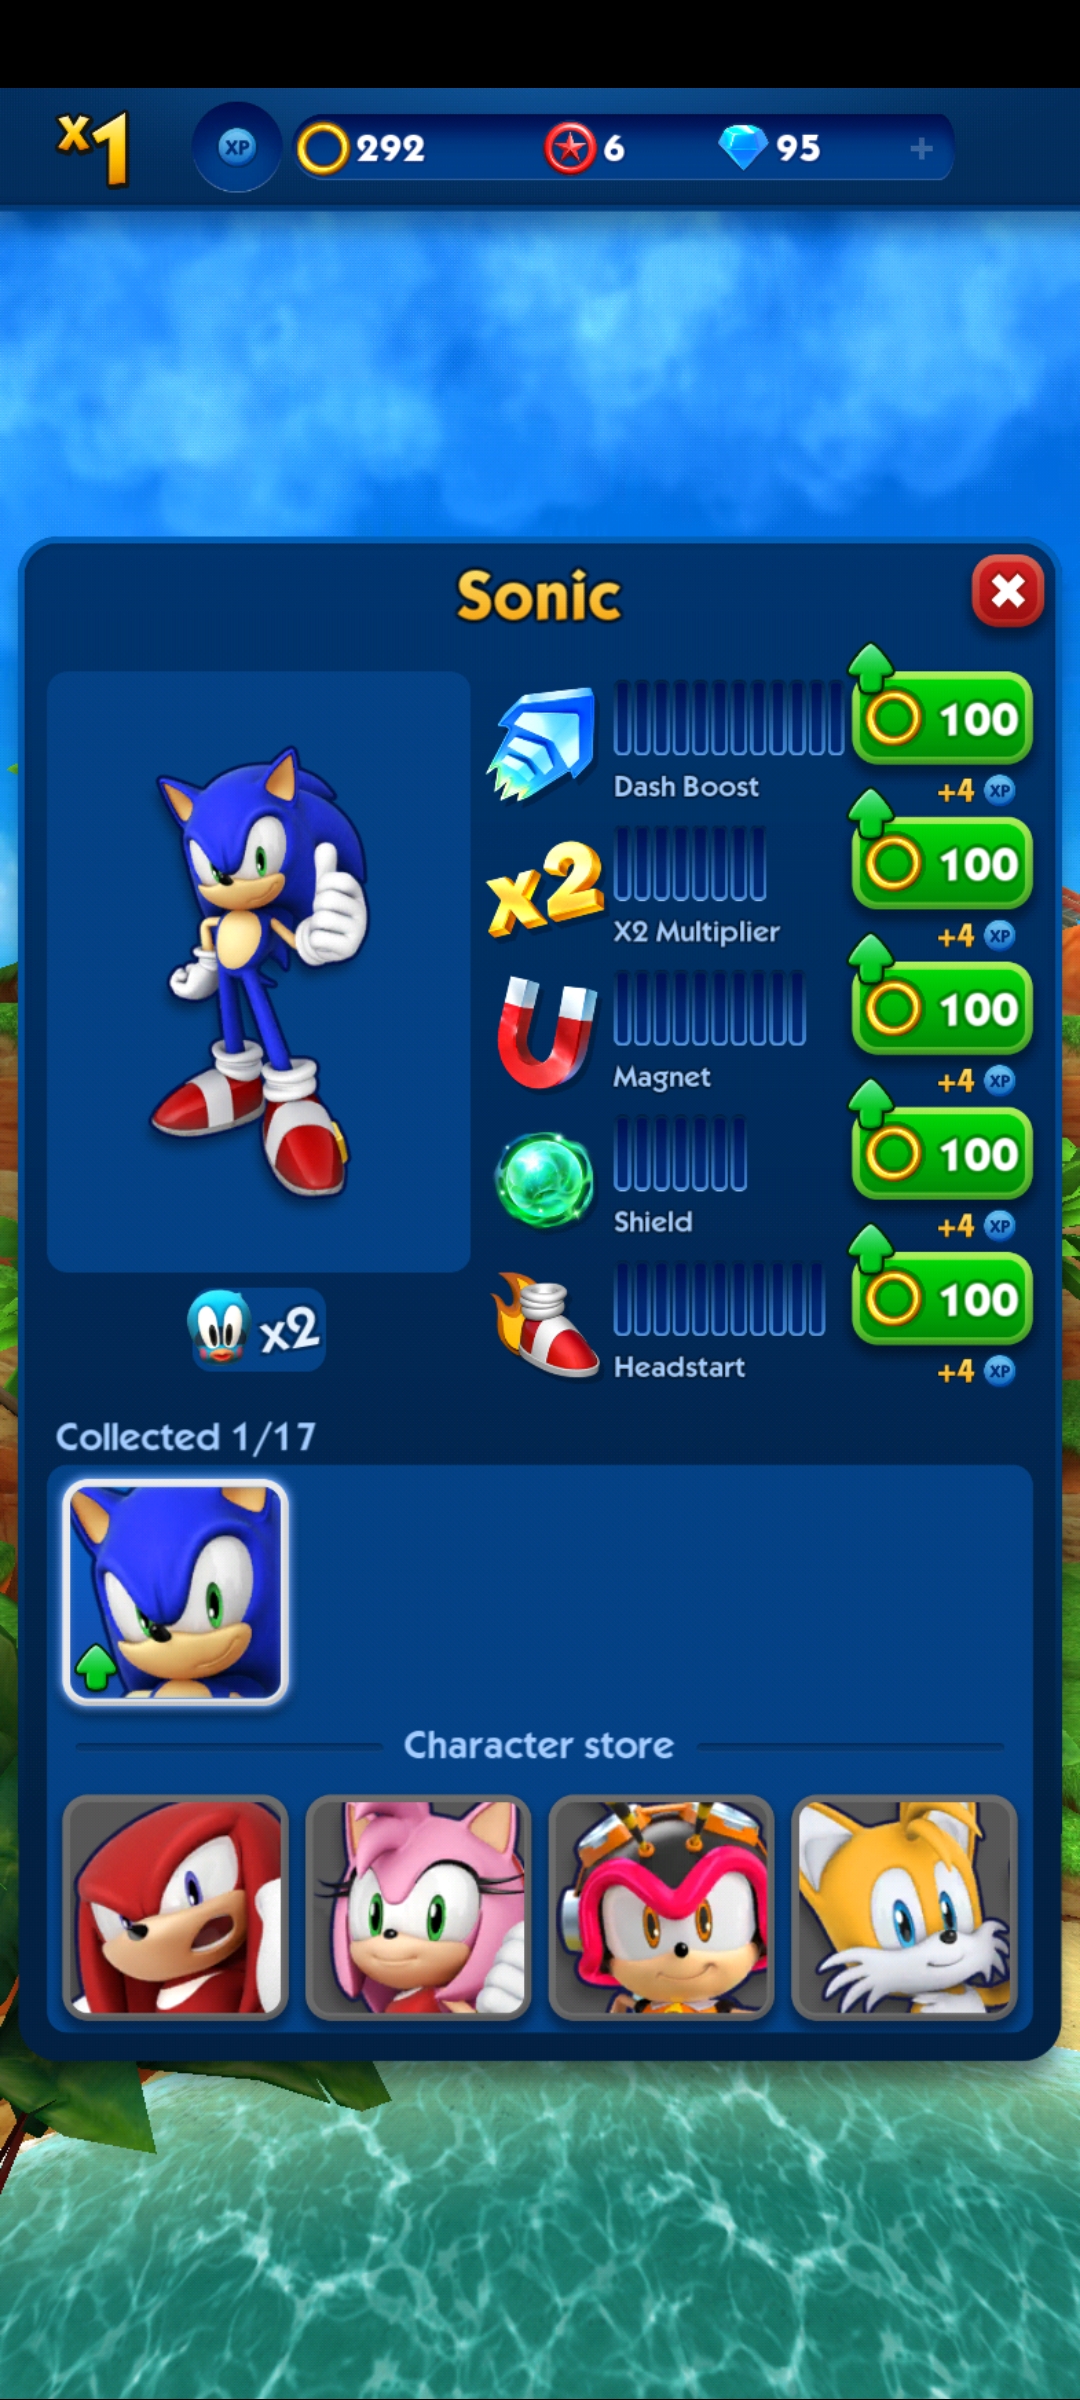 x1 XP 292 6 95 +
Sonic
100
Dash Boost
+4 XP
x2
100
X2 Multiplier
+4 XP
100
Magnet
+4 XP
100
Shield
+4 XP
100
x2
Headstart
+4 XP
Collected 1/17
Character store